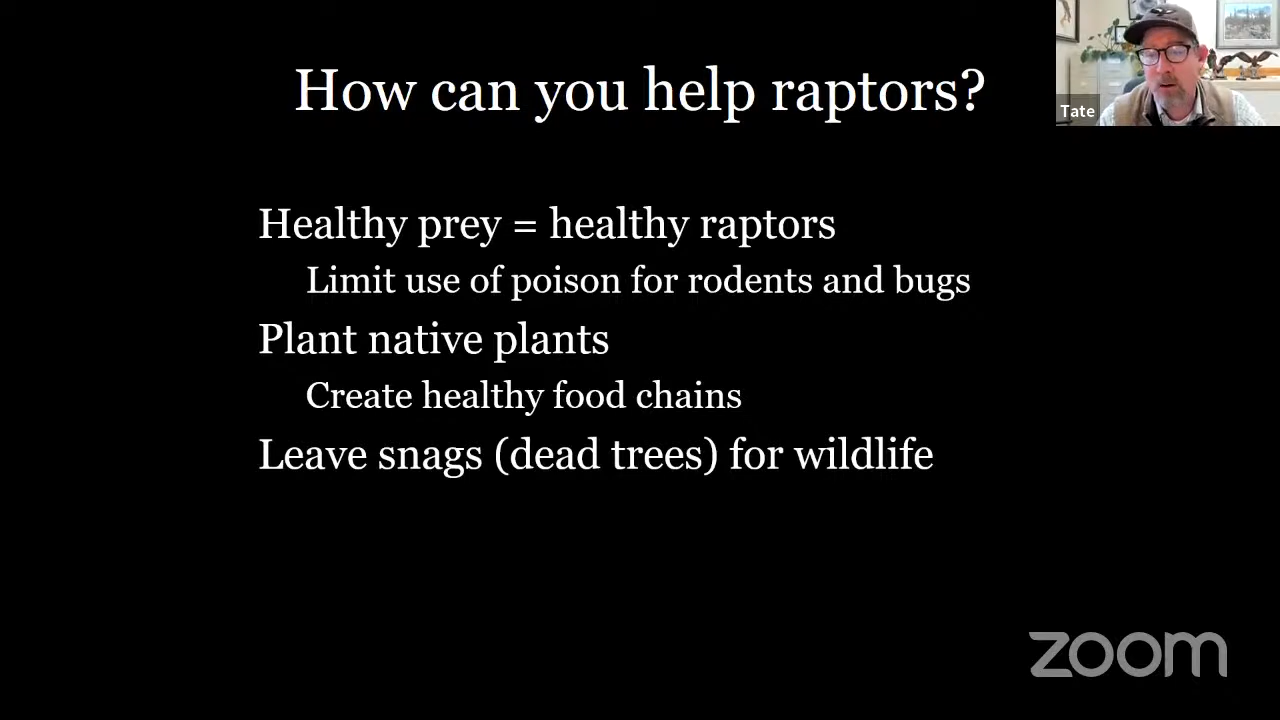 How can you help raptors?
Tate
Healthy prey = healthy raptors
Limit use of poison for rodents and bugs
Plant native plants
Create healthy food chains
Leave snags (dead trees) for wildlife
zoom